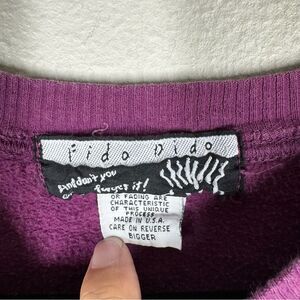 Fido Dido
And don't you
forget it!
OR FADING ARE
CHARACTERISTIC
OF THIS UNIQUE
PROCESS
MADE IN U.S.A.
CARE ON REVERSE
BIGGER